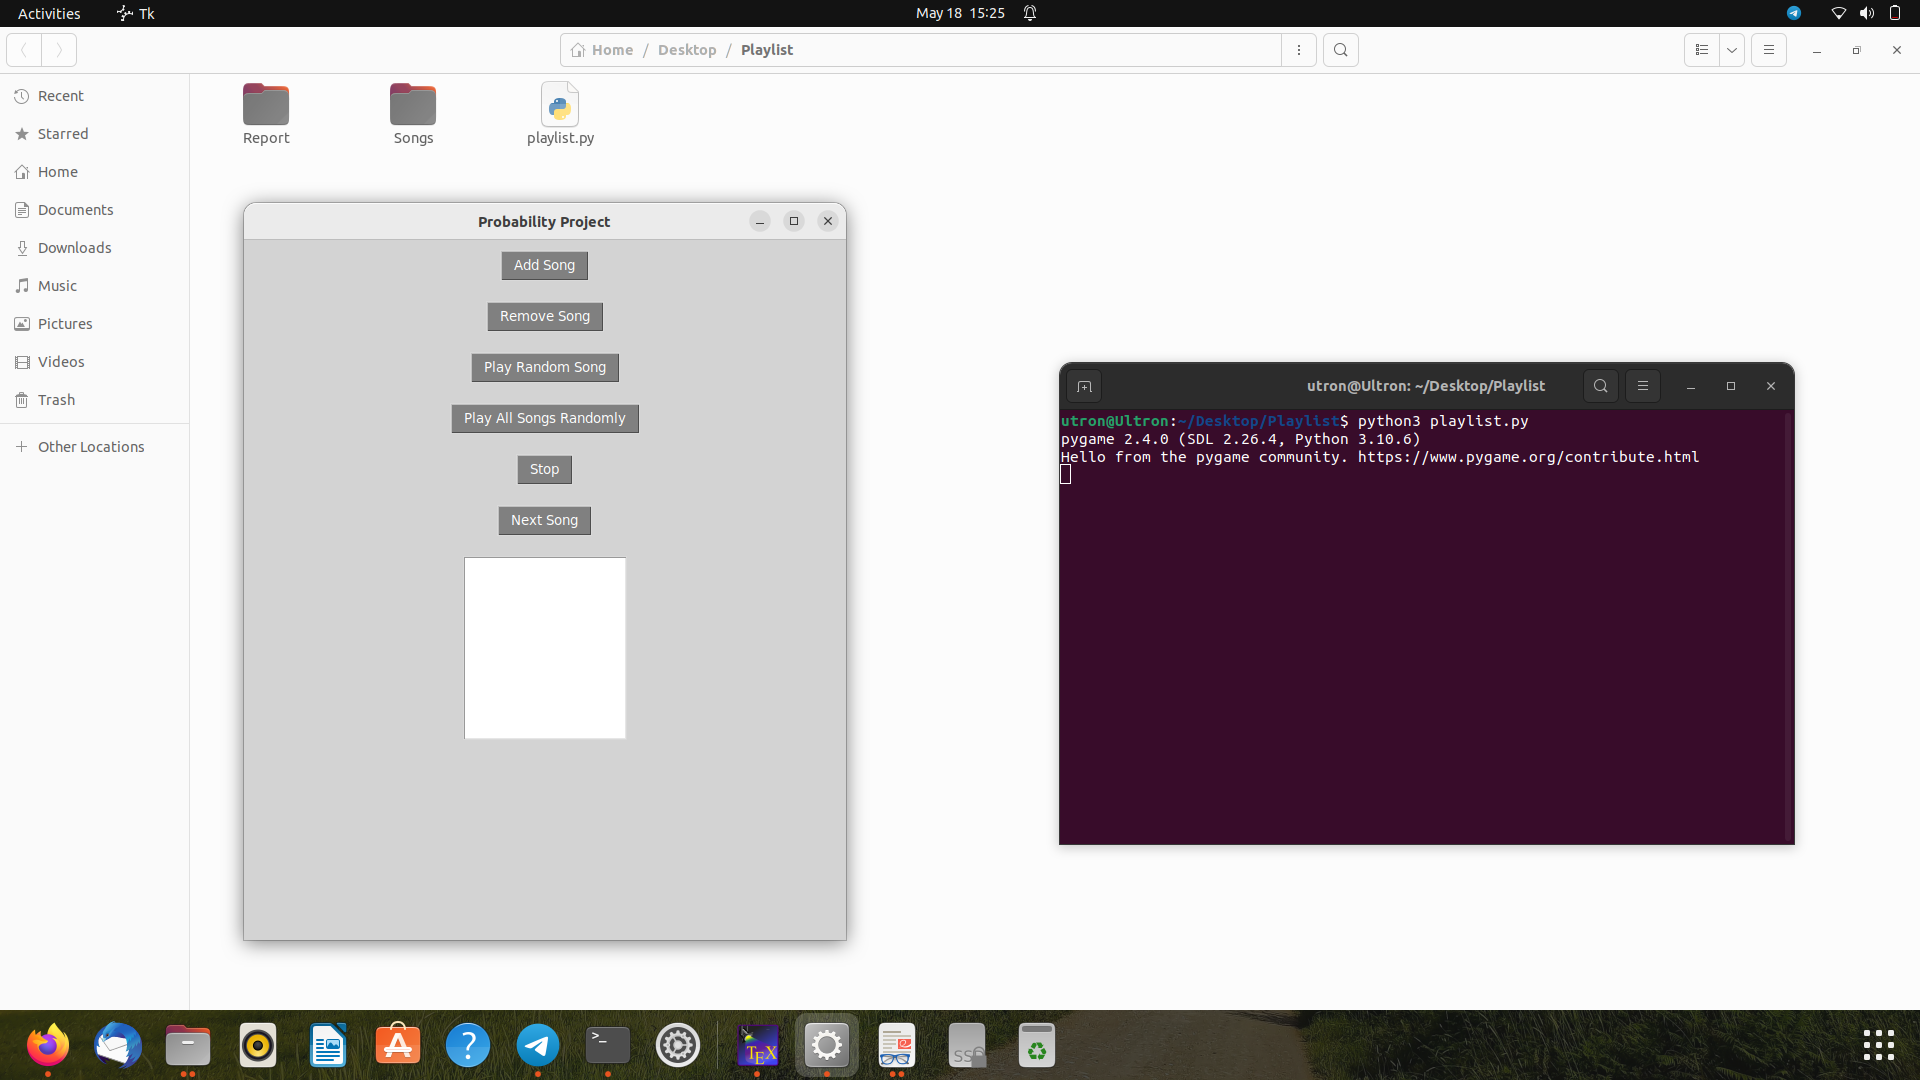 Activities
Tk
May 18 15:25
Home / Desktop / Playlist
Recent
Starred
Home
Documents
Downloads
Music
Pictures
Videos
Trash
Other Locations
Report
Songs
playlist.py
Probability Project
Add Song
Remove Song
Play Random Song
Play All Songs Randomly
Stop
Next Song
utron@Ultron: ~/Desktop/Playlist
utron@Ultron:~/Desktop/Playlist$ python3 playlist.py
pygame 2.4.0 (SDL 2.26.4, Python 3.10.6)
Hello from the pygame community. https://www.pygame.org/contribute.html
>_
TEX